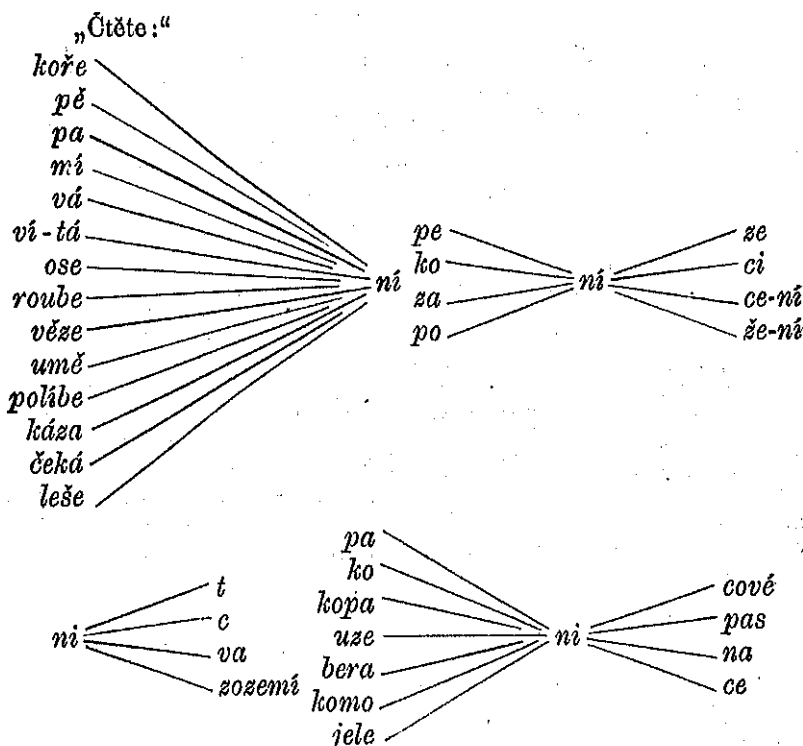 „Čtěte:“
koře
pě
pa
mí
vá
ví-tá
ose
roube
věze
umě
políbe
káza
čeká
leše
ní
pe
ko
za
po
ní
ze
ci
ce-ní
že-ní
ni
t
c
va
zozemí
pa
ko
kopa
uze
bera
komo
jele
ni
cové
pas
na
ce